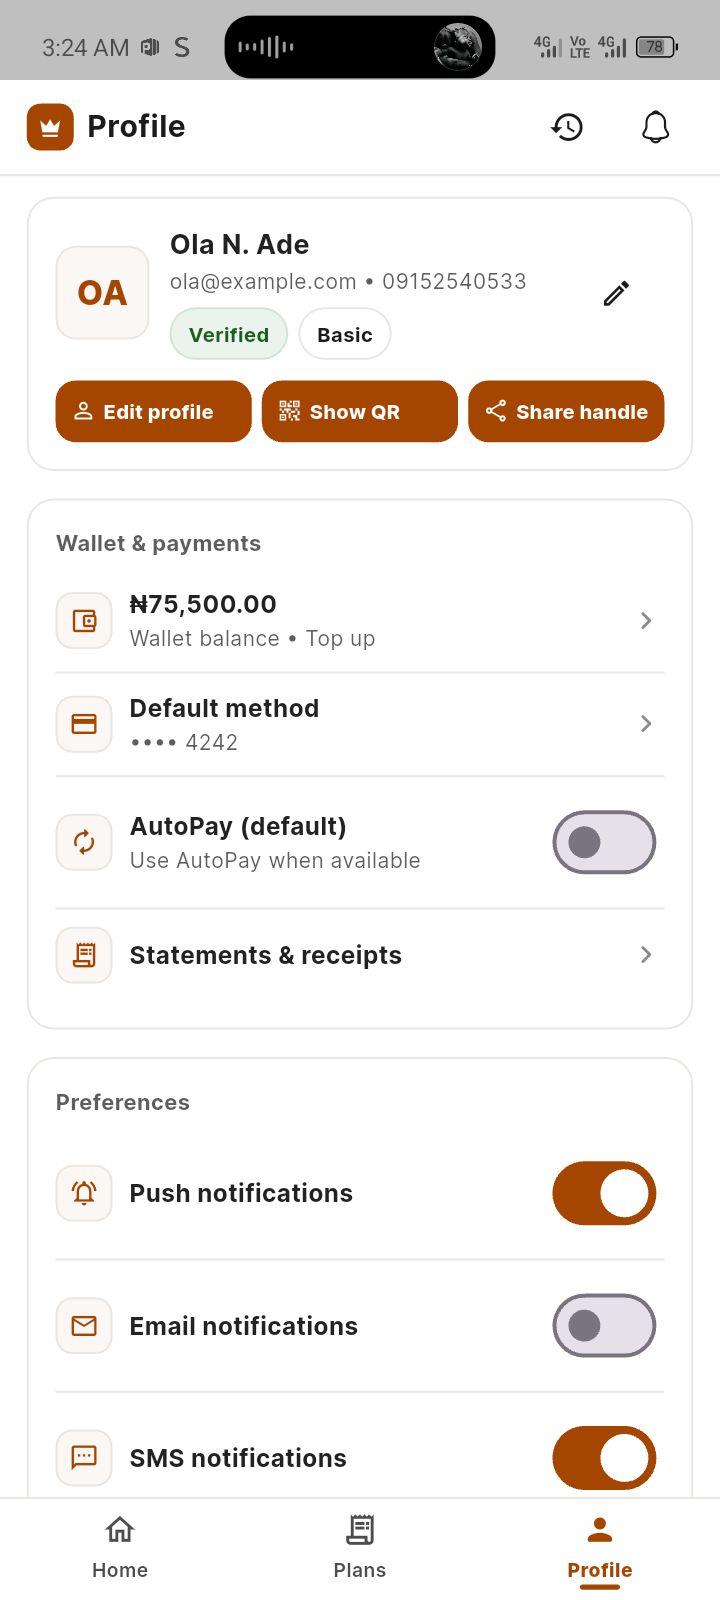 3:24 AM S 4G Vo LTE 4G 78
Profile
OA
Ola N. Ade
ola@example.com • 09152540533
Verified Basic
Edit profile Show QR Share handle
Wallet & payments
₦75,500.00
Wallet balance • Top up
Default method
•••• 4242
AutoPay (default)
Use AutoPay when available
Statements & receipts
Preferences
Push notifications
Email notifications
SMS notifications
Home Plans Profile